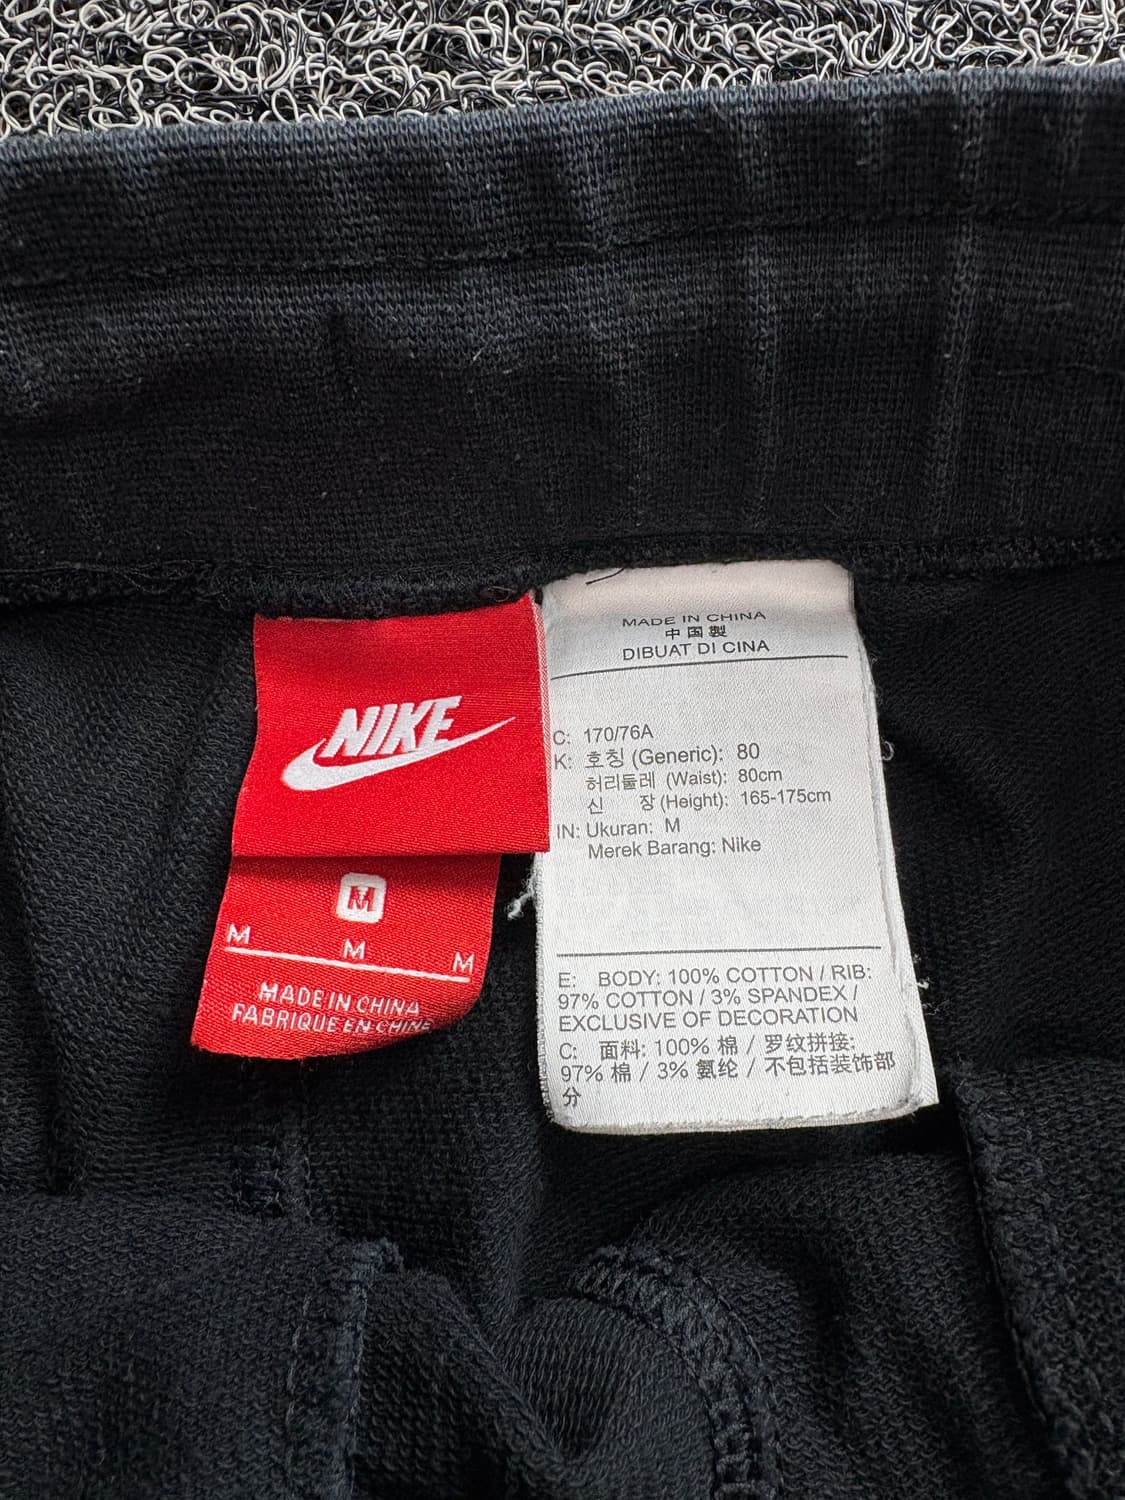 NIKE
M
M
M
M
MADE IN CHINA
FABRIQUE EN CHINE
MADE IN CHINA
中国製
DIBUAT DI CINA
C: 170/76A
K: 호칭 (Generic): 80
허리둘레 (Waist): 80cm
신 장 (Height): 165-175cm
IN: Ukuran: M
Merek Barang: Nike
E: BODY: 100% COTTON / RIB:
97% COTTON / 3% SPANDEX /
EXCLUSIVE OF DECORATION
C: 面料: 100% 棉 / 罗纹拼接:
97% 棉 / 3% 氨纶 / 不包括装饰部
分